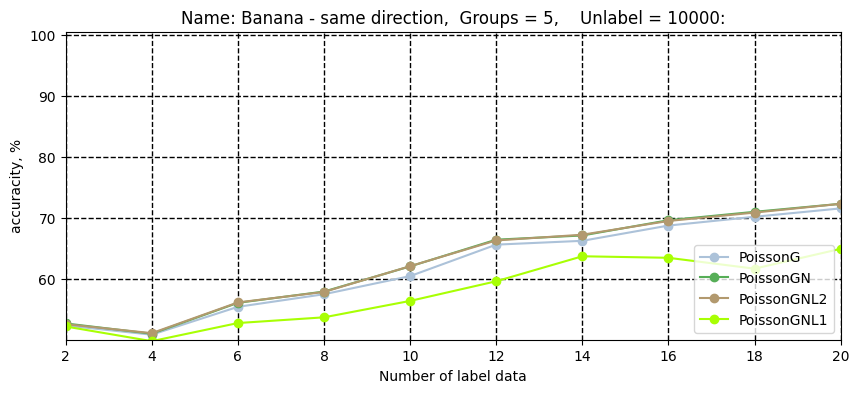 Name: Banana - same direction,  Groups = 5,    Unlabel = 10000:
100
90
80
70
60
accuracity, %
2 4 6 8 10 12 14 16 18 20
Number of label data
PoissonG
PoissonGN
PoissonGNL2
PoissonGNL1